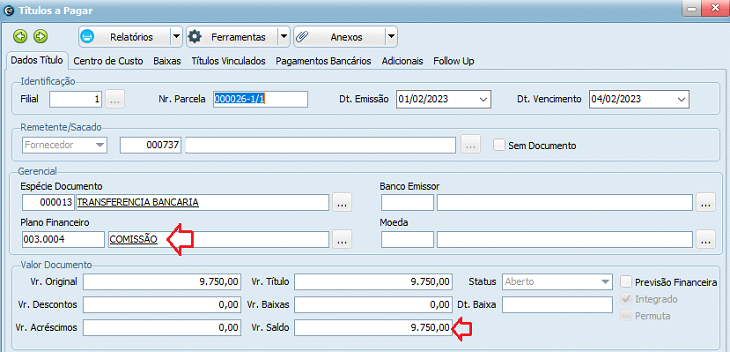 Títulos a Pagar
Relatórios Ferramentas Anexos
Dados Título Centro de Custo Baixas Títulos Vinculados Pagamentos Bancários Adicionais Follow Up
Identificação
Filial 1 ... Nr. Parcela 000026-1/1 Dt. Emissão 01/02/2023 Dt. Vencimento 04/02/2023
Remetente/Sacado
Fornecedor 000737 ... Sem Documento
Gerencial
Espécie Documento Banco Emissor
000013 TRANSFERENCIA BANCARIA ... ...
Plano Financeiro Moeda
003.0004 COMISSÃO ... ...
Valor Documento
Vr. Original 9.750,00 Vr. Título 9.750,00 Status Aberto Previsão Financeira
Vr. Descontos 0,00 Vr. Baixas 0,00 Dt. Baixa Integrado
Vr. Acréscimos 0,00 Vr. Saldo 9.750,00 Permuta